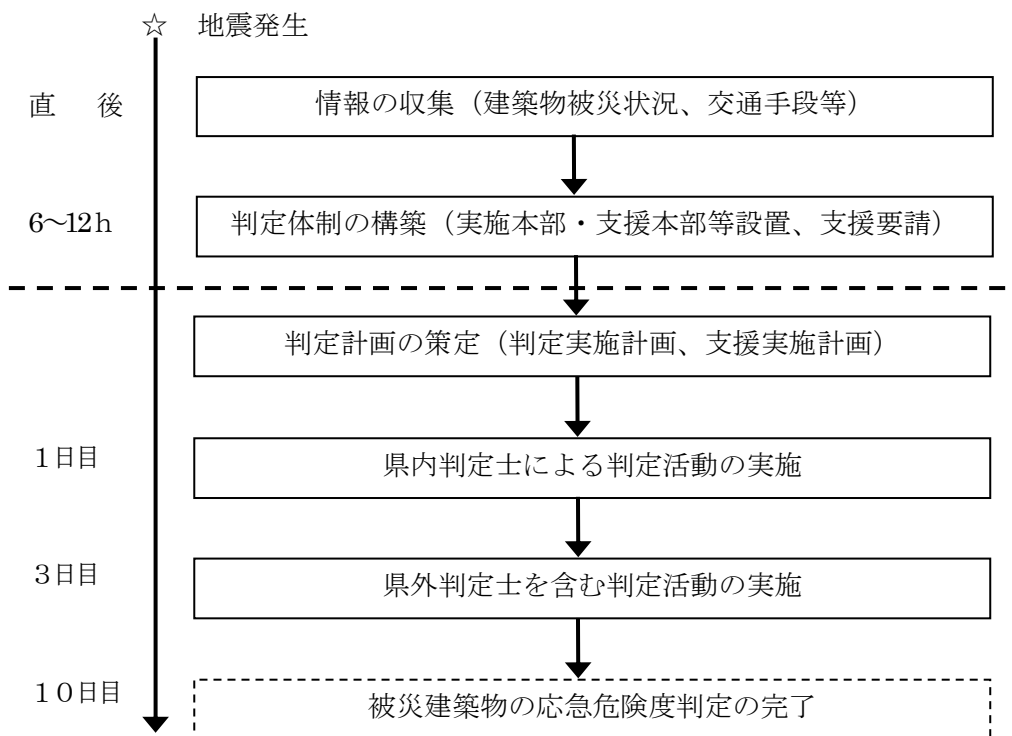 ☆ 地震発生
直 後
情報の収集（建築物被災状況、交通手段等）
6～12h
判定体制の構築（実施本部・支援本部等設置、支援要請）
判定計画の策定（判定実施計画、支援実施計画）
１日目
県内判定士による判定活動の実施
３日目
県外判定士を含む判定活動の実施
１０日目
被災建築物の応急危険度判定の完了